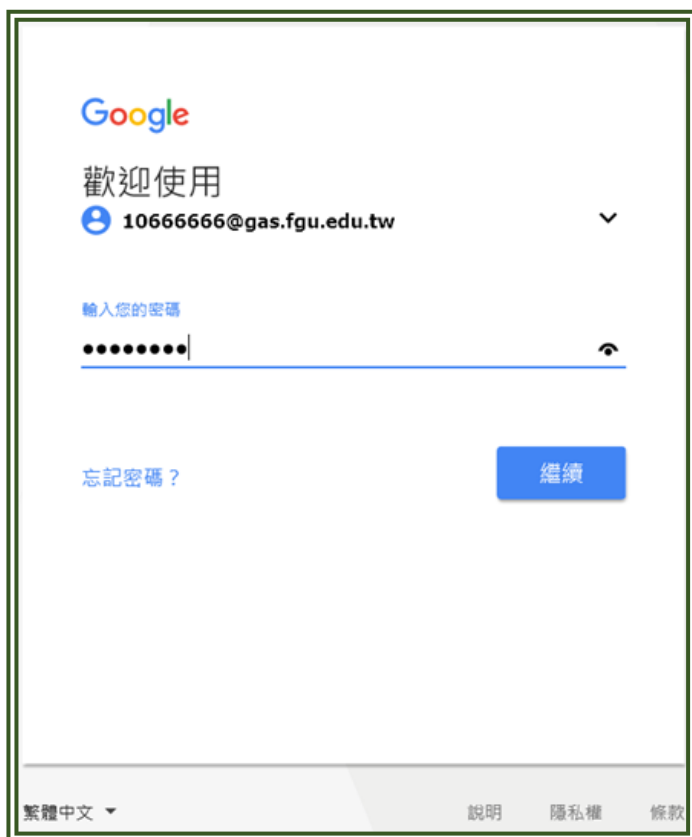 Google
歡迎使用
10666666@gas.fgu.edu.tw
輸入您的密碼
••••••••
忘記密碼？ 繼續
繁體中文 說明 隱私權 條款